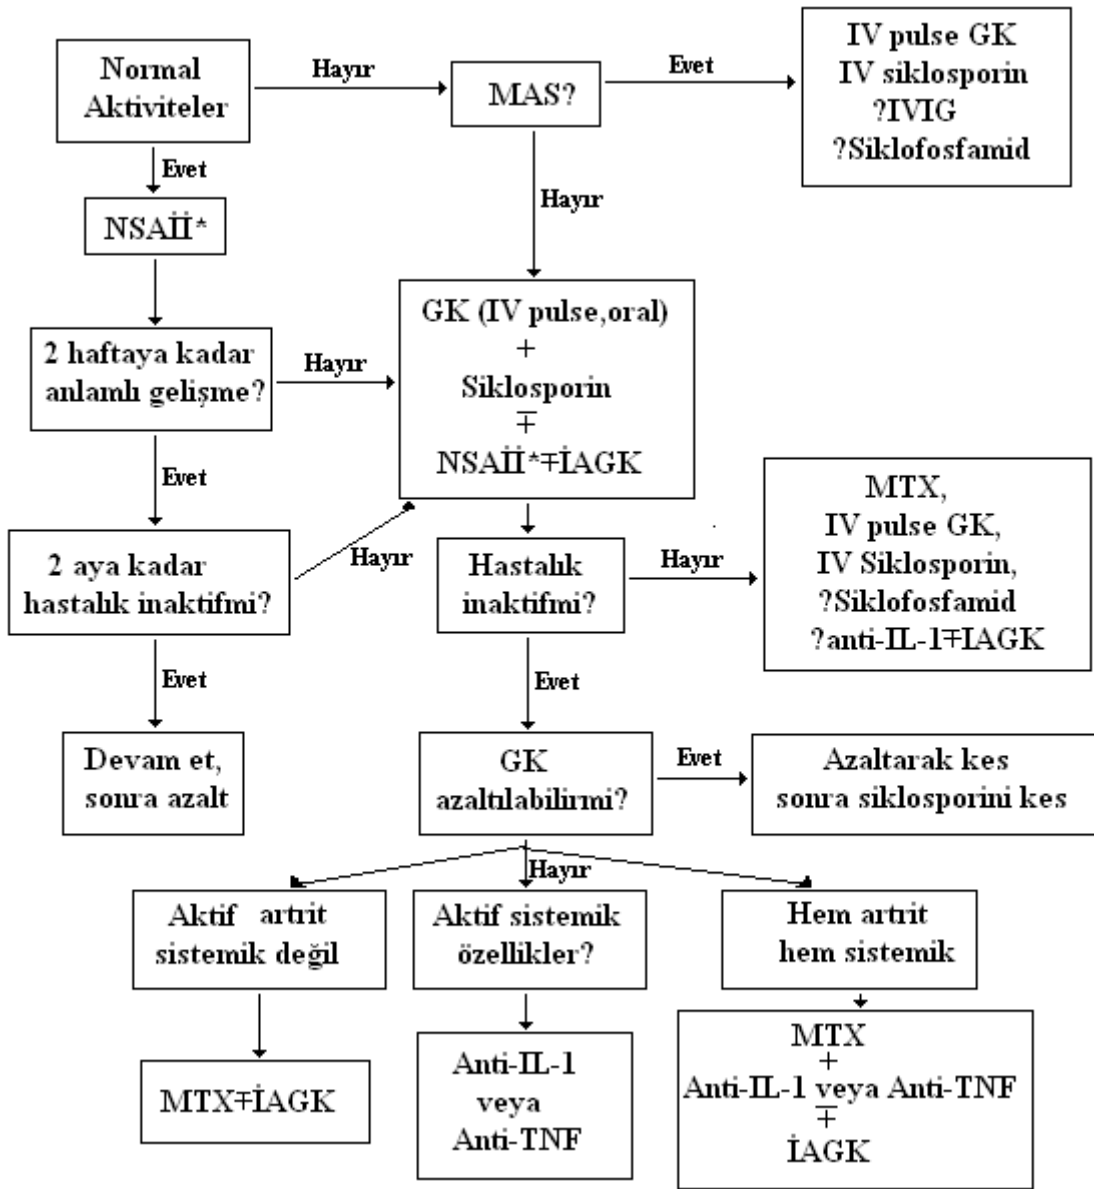 Normal
Aktiviteler
Hayır
MAS?
Evet
IV pulse GK
IV siklosporin
?IVIG
?Siklofosfamid
Evet
Hayır
NSAİİ*
GK (IV pulse,oral)
+
Siklosporin
∓
NSAİİ*∓İAGK
2 haftaya kadar
anlamlı gelişme?
Hayır
Evet
MTX,
IV pulse GK,
IV Siklosporin,
?Siklofosfamid
?anti-IL-1∓IAGK
2 aya kadar
hastalık inaktifmi?
Hayır
Hastalık
inaktifmi?
Hayır
Evet
Evet
Devam et,
sonra azalt
GK
azaltılabilirmi?
Evet
Azaltarak kes
sonra siklosporini kes
Hayır
Aktif artrit
sistemik değil
Aktif sistemik
özellikler?
Hem artrit
hem sistemik
MTX∓İAGK
Anti-IL-1
veya
Anti-TNF
MTX
+
Anti-IL-1 veya Anti-TNF
∓
İAGK